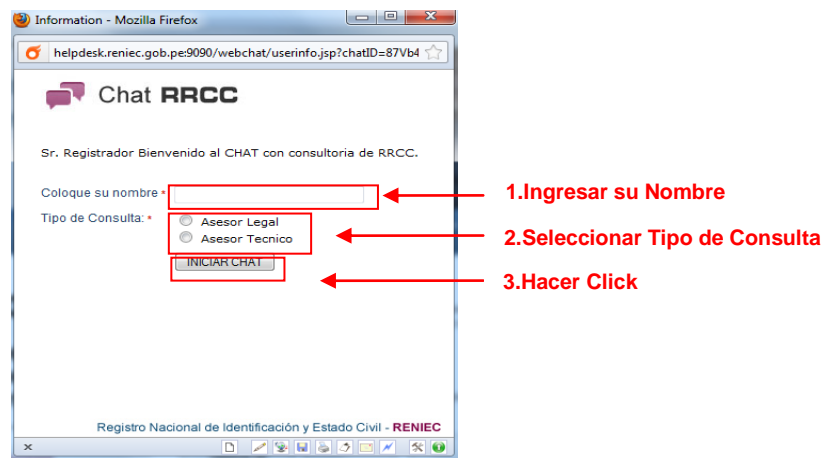 Information - Mozilla Firefox
helpdesk.reniec.gob.pe:9090/webchat/userinfo.jsp?chatID=87Vb4
Chat RRCC
Sr. Registrador Bienvenido al CHAT con consultoria de RRCC.
Coloque su nombre *
1.Ingresar su Nombre
Tipo de Consulta: *
Asesor Legal
Asesor Tecnico
2.Seleccionar Tipo de Consulta
INICIAR CHAT
3.Hacer Click
Registro Nacional de Identificación y Estado Civil - RENIEC